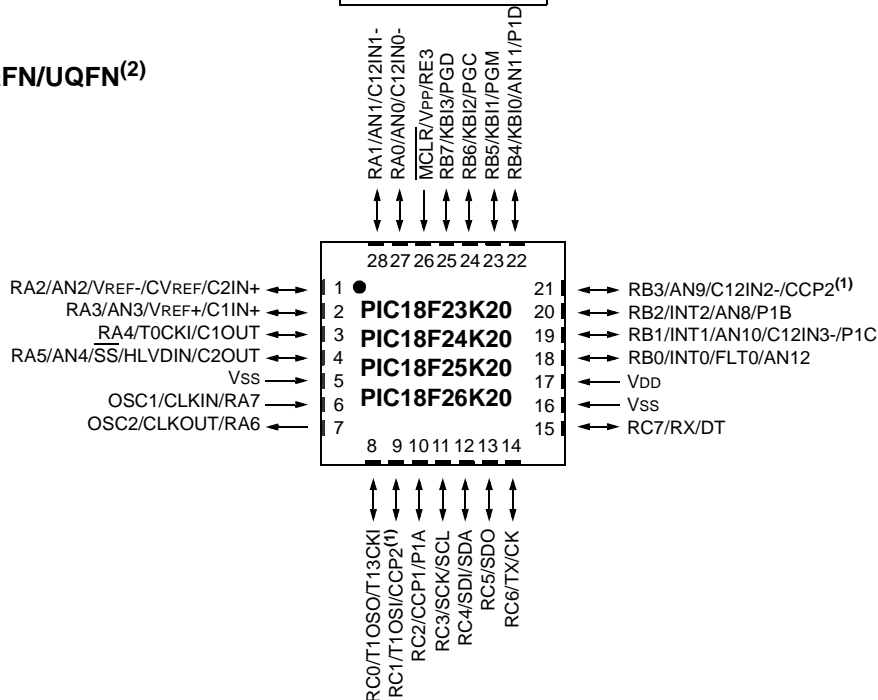 FN/UQFN(2)
RA1/AN1/C12IN1-
RA0/AN0/C12IN0-
MCLR/VPP/RE3
RB7/KBI3/PGD
RB6/KBI2/PGC
RB5/KBI1/PGM
RB4/KBI0/AN11/P1D
28 27 26 25 24 23 22
RA2/AN2/VREF-/CVREF/C2IN+ 1
RA3/AN3/VREF+/C1IN+ 2
RA4/T0CKI/C1OUT 3
RA5/AN4/SS/HLVDIN/C2OUT 4
VSS 5
OSC1/CLKIN/RA7 6
OSC2/CLKOUT/RA6 7
PIC18F23K20
PIC18F24K20
PIC18F25K20
PIC18F26K20
21 RB3/AN9/C12IN2-/CCP2(1)
20 RB2/INT2/AN8/P1B
19 RB1/INT1/AN10/C12IN3-/P1C
18 RB0/INT0/FLT0/AN12
17 VDD
16 VSS
15 RC7/RX/DT
8 9 10 11 12 13 14
RC0/T1OSO/T13CKI
RC1/T1OSI/CCP2(1)
RC2/CCP1/P1A
RC3/SCK/SCL
RC4/SDI/SDA
RC5/SDO
RC6/TX/CK